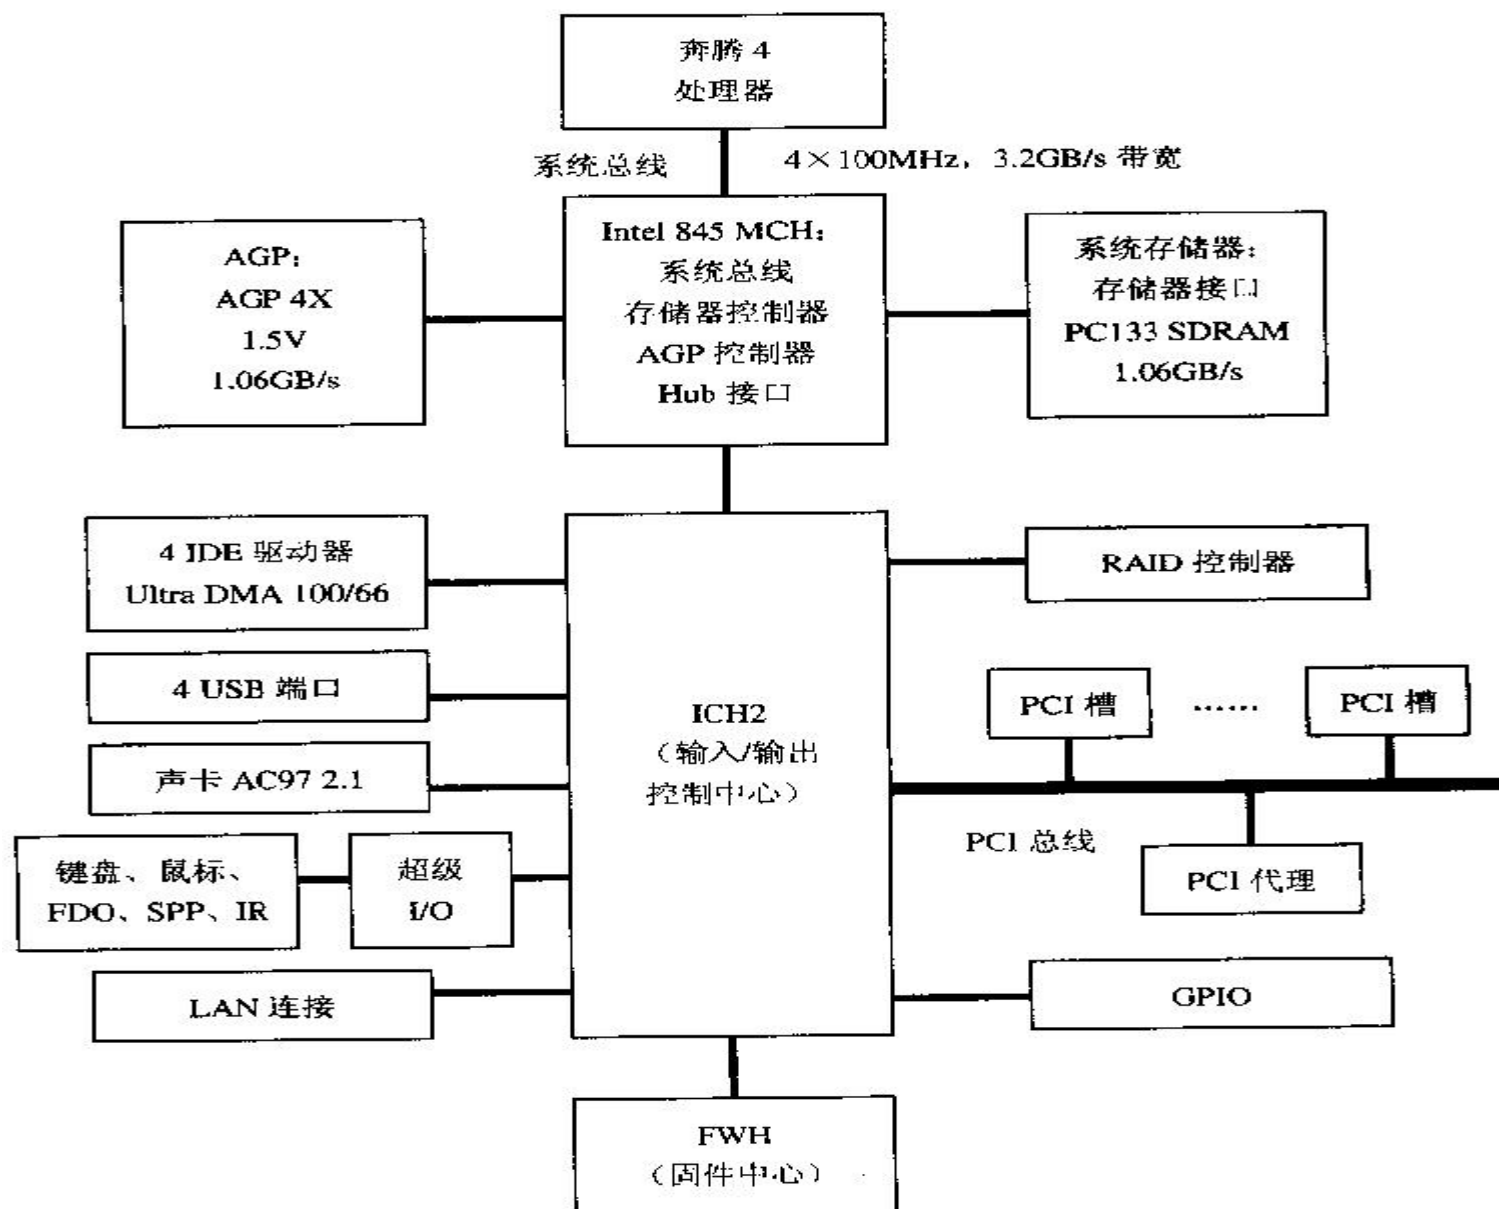 奔腾 4
处理器
系统总线
4×100MHz，3.2GB/s 带宽
AGP：
AGP 4X
1.5V
1.06GB/s
Intel 845 MCH：
系统总线
存储器控制器
AGP 控制器
Hub 接口
系统存储器：
存储器接口
PC133 SDRAM
1.06GB/s
4 IDE 驱动器
Ultra DMA 100/66
RAID 控制器
4 USB 端口
ICH2
（输入/输出
控制中心）
PCI 槽
……
PCI 槽
声卡 AC97 2.1
PCI 总线
键盘、鼠标、
FDO、SPP、IR
超级
I/O
PCI 代理
LAN 连接
GPIO
FWH
（固件中心）